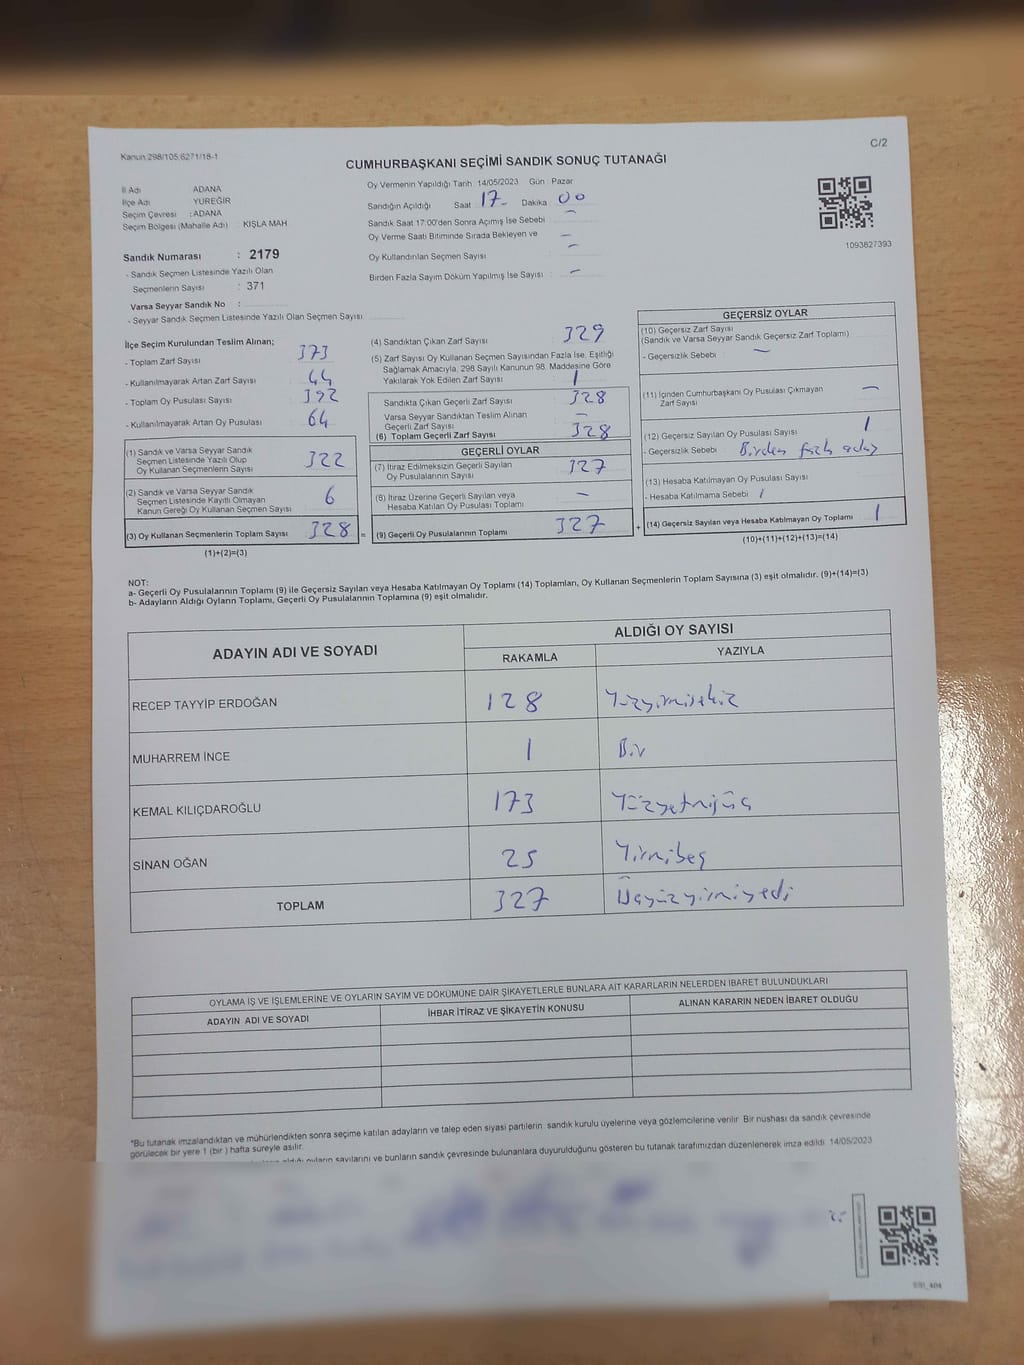 Kanun 298/105.6271/18-1
C/2
CUMHURBAŞKANI SEÇİMİ SANDIK SONUÇ TUTANAĞI
İl Adı ADANA
İlçe Adı YÜREĞİR
Seçim Çevresi : ADANA
Seçim Bölgesi (Mahalle Adı) KIŞLA MAH
Oy Vermenin Yapıldığı Tarih 14/05/2023 Gün Pazar
Sandığın Açıldığı Saat 17- Dakika 00
Sandık Saat 17:00'den Sonra Açımış İse Sebebi –
Oy Verme Saati Bitiminde Sırada Bekleyen ve –
Oy Kullandırılan Seçmen Sayısı –
Birden Fazla Sayım Döküm Yapılmış İse Sayısı –
1093627393
Sandık Numarası : 2179
- Sandık Seçmen Listesinde Yazılı Olan
Seçmenlerin Sayısı : 371
Varsa Seyyar Sandık No :
- Seyyar Sandık Seçmen Listesinde Yazılı Olan Seçmen Sayısı
İlçe Seçim Kurulundan Teslim Alınan;
- Toplam Zarf Sayısı 373
- Kullanılmayarak Artan Zarf Sayısı 44
- Toplam Oy Pusulası Sayısı 392
- Kullanılmayarak Artan Oy Pusulası 64
(1) Sandık ve Varsa Seyyar Sandık
Seçmen Listesinde Yazılı Olup
Oy Kullanan Seçmenlerin Sayısı 322
(2) Sandık ve Varsa Seyyar Sandık
Seçmen Listesinde Kayıtlı Olmayan
Kanun Gereği Oy Kullanan Seçmen Sayısı 6
(3) Oy Kullanan Seçmenlerin Toplam Sayısı 328 =
(1)+(2)=(3)
(4) Sandıktan Çıkan Zarf Sayısı 329
(5) Zarf Sayısı Oy Kullanan Seçmen Sayısından Fazla İse, Eşitliği
Sağlamak Amacıyla, 298 Sayılı Kanunun 98. Maddesine Göre
Yakılarak Yok Edilen Zarf Sayısı 1
Sandıkta Çıkan Geçerli Zarf Sayısı 328
Varsa Seyyar Sandıktan Teslim Alınan
Geçerli Zarf Sayısı –
(6) Toplam Geçerli Zarf Sayısı 328
GEÇERLİ OYLAR
(7) İtiraz Edilmeksizin Geçerli Sayılan
Oy Pusulalarının Sayısı 327
(8) İtiraz Üzerine Geçerli Sayılan veya
Hesaba Katılan Oy Pusulası Toplamı –
(9) Geçerli Oy Pusulalarının Toplamı 327 +
GEÇERSİZ OYLAR
(10) Geçersiz Zarf Sayısı
(Sandık ve Varsa Seyyar Sandık Geçersiz Zarf Toplamı)
- Geçersizlik Sebebi : –
(11) İçinden Cumhurbaşkanı Oy Pusulası Çıkmayan
Zarf Sayısı –
(12) Geçersiz Sayılan Oy Pusulası Sayısı 1
- Geçersizlik Sebebi Birden fazla aday
(13) Hesaba Katılmayan Oy Pusulası Sayısı
- Hesaba Katılmama Sebebi /
(14) Geçersiz Sayılan veya Hesaba Katılmayan Oy Toplamı 1
(10)+(11)+(12)+(13)=(14)
NOT:
a- Geçerli Oy Pusulalarının Toplamı (9) ile Geçersiz Sayılan veya Hesaba Katılmayan Oy Toplamı (14) Toplamları, Oy Kullanan Seçmenlerin Toplam Sayısına (3) eşit olmalıdır. (9)+(14)=(3)
b- Adayların Aldığı Oyların Toplamı, Geçerli Oy Pusulalarının Toplamına (9) eşit olmalıdır.
ADAYIN ADI VE SOYADI ALDIĞI OY SAYISI
RAKAMLA YAZIYLA
RECEP TAYYİP ERDOĞAN 128 Yüzyirmisekiz
MUHARREM İNCE 1 Bir
KEMAL KILIÇDAROĞLU 173 Yüzyetmişüç
SİNAN OĞAN 25 Yirmibeş
TOPLAM 327 Üçyüzyirmiyedi
OYLAMA İŞ VE İŞLEMLERİNE VE OYLARIN SAYIM VE DÖKÜMÜNE DAİR ŞİKAYETLERLE BUNLARA AİT KARARLARIN NELERDEN İBARET BULUNDUKLARI
ADAYIN ADI VE SOYADI İHBAR İTİRAZ VE ŞİKAYETİN KONUSU ALINAN KARARIN NEDEN İBARET OLDUĞU
*Bu tutanak imzalandıktan ve mühürlendikten sonra seçime katılan adayların ve talep eden siyasi partilerin sandık kurulu üyelerine veya gözlemcilerine verilir. Bir nüshası da sandık çevresinde
görülecek bir yere 1 (bir) hafta süreyle asılır.
oyların sayılarını ve bunların sandık çevresinde bulunanlara duyurulduğunu gösteren bu tutanak tarafımızdan düzenlenerek imza edildi. 14/05/2023